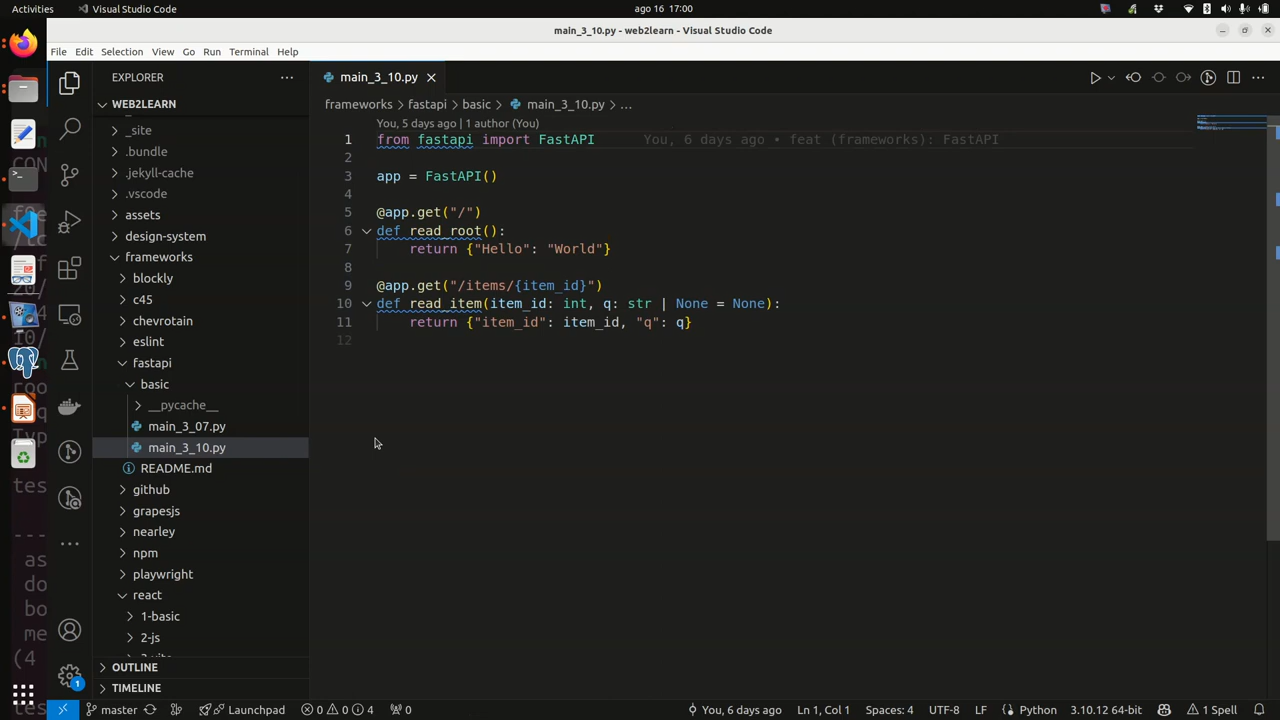 Activities
Visual Studio Code
ago 16 17:00
main_3_10.py - web2learn - Visual Studio Code
File Edit Selection View Go Run Terminal Help
EXPLORER
WEB2LEARN
_site
.bundle
.jekyll-cache
.vscode
assets
design-system
frameworks
blockly
c45
chevrotain
eslint
fastapi
basic
__pycache__
main_3_07.py
main_3_10.py
README.md
github
grapesjs
nearley
npm
playwright
react
1-basic
2-js
OUTLINE
TIMELINE
main_3_10.py
frameworks > fastapi > basic > main_3_10.py > ...
You, 5 days ago | 1 author (You)
1 from fastapi import FastAPI You, 6 days ago • feat (frameworks): FastAPI
2
3 app = FastAPI()
4
5 @app.get("/")
6 def read_root():
7 return {"Hello": "World"}
8
9 @app.get("/items/{item_id}")
10 def read_item(item_id: int, q: str | None = None):
11 return {"item_id": item_id, "q": q}
12
1
master Launchpad 0 0 4 0 You, 6 days ago Ln 1, Col 1 Spaces: 4 UTF-8 LF Python 3.10.12 64-bit 1 Spell